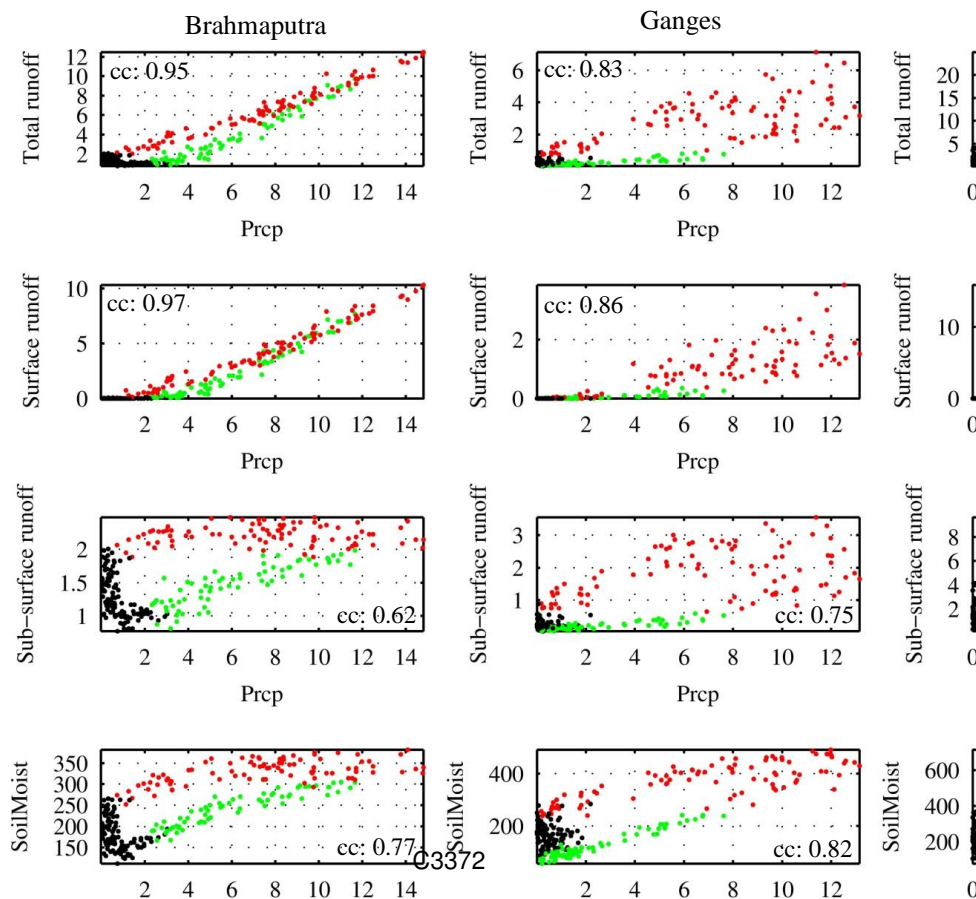 Brahmaputra Ganges
Total runoff 12 10 8 6 4 2 cc: 0.95 2 4 6 8 10 12 14 Prcp
Total runoff 6 4 2 cc: 0.83 2 4 6 8 10 12 Prcp
Total runoff 20 15 10 5 0
Surface runoff 10 5 0 cc: 0.97 2 4 6 8 10 12 14 Prcp
Surface runoff 2 0 cc: 0.86 2 4 6 8 10 12 Prcp
Surface runoff 10 0 0
Sub-surface runoff 2 1.5 1 cc: 0.62 2 4 6 8 10 12 14 Prcp
Sub-surface runoff 3 2 1 cc: 0.75 2 4 6 8 10 12 Prcp
Sub-surface runoff 8 6 4 2 0
SoilMoist 350 300 250 200 150 cc: 0.77 2 4 6 8 10 12 14
SoilMoist 400 200 cc: 0.82 2 4 6 8 10 12
SoilMoist 600 400 200 0
C3372